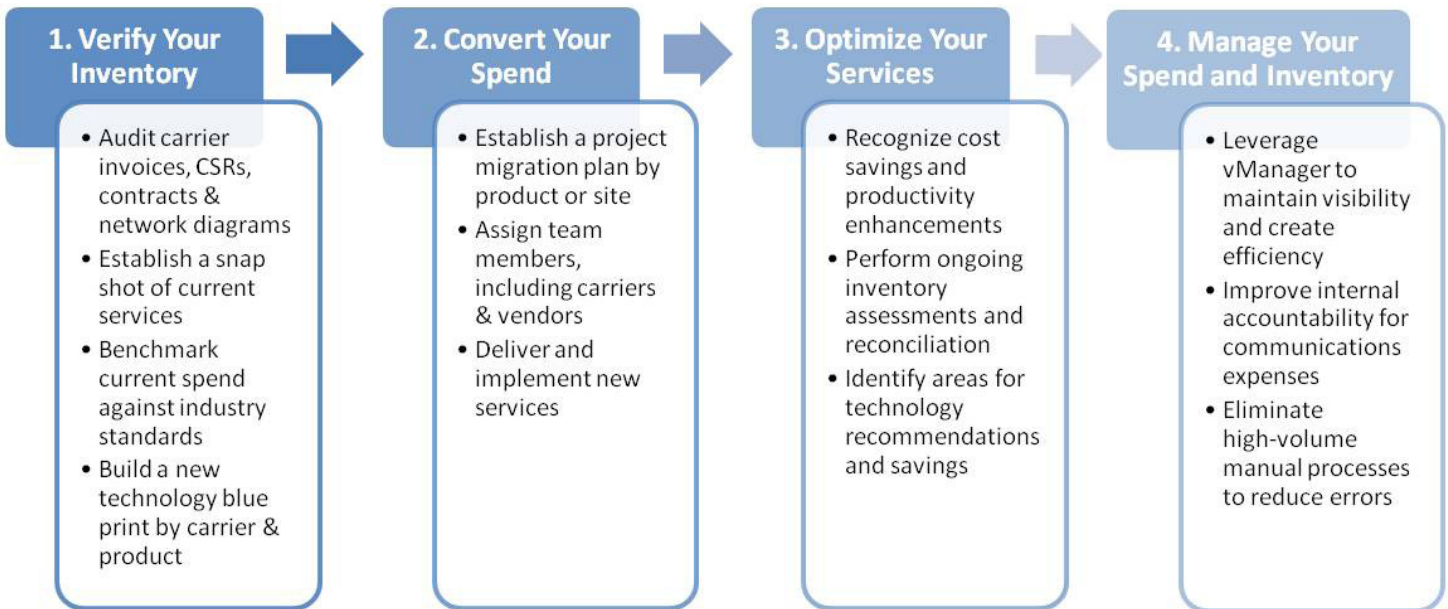 1. Verify Your
Inventory
• Audit carrier
invoices, CSRs,
contracts &
network diagrams
• Establish a snap
shot of current
services
• Benchmark
current spend
against industry
standards
• Build a new
technology blue
print by carrier &
product
2. Convert Your
Spend
• Establish a project
migration plan by
product or site
• Assign team
members,
including carriers
& vendors
• Deliver and
implement new
services
3. Optimize Your
Services
• Recognize cost
savings and
productivity
enhancements
• Perform ongoing
inventory
assessments and
reconciliation
• Identify areas for
technology
recommendations
and savings
4. Manage Your
Spend and Inventory
• Leverage
vManager to
maintain visibility
and create
efficiency
• Improve internal
accountability for
communications
expenses
• Eliminate
high-volume
manual processes
to reduce errors